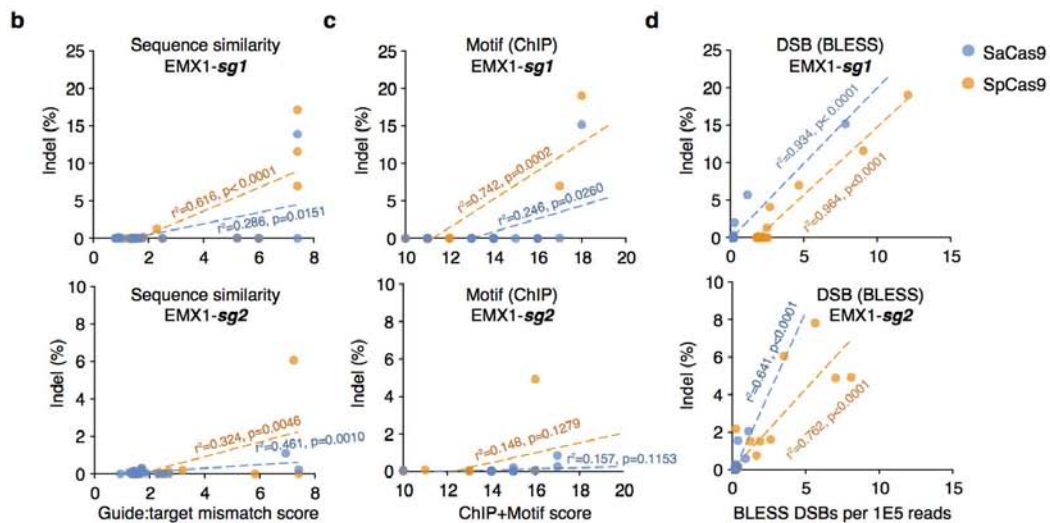 b
Sequence similarity
EMX1-sg1
Indel (%)
25
20
15
10
5
0
r²=0.616, p<0.0001
r²=0.286, p=0.0151
0 2 4 6 8
c
Motif (ChIP)
EMX1-sg1
Indel (%)
25
20
15
10
5
0
r²=0.742, p=0.0002
r²=0.246, p=0.0260
10 12 14 16 18 20
d
DSB (BLESS)
EMX1-sg1
Indel (%)
25
20
15
10
5
0
r²=0.934, p<0.0001
r²=0.964, p<0.0001
0 5 10 15
SaCas9
SpCas9
Sequence similarity
EMX1-sg2
Indel (%)
10
8
6
4
2
0
r²=0.324, p=0.0046
r²=0.461, p=0.0010
0 2 4 6 8
Guide:target mismatch score
Motif (ChIP)
EMX1-sg2
Indel (%)
10
8
6
4
2
0
r²=0.148, p=0.1279
r²=0.157, p=0.1153
10 12 14 16 18 20
ChIP+Motif score
DSB (BLESS)
EMX1-sg2
Indel (%)
10
8
6
4
2
0
r²=0.641, p<0.0001
r²=0.762, p<0.0001
0 5 10 15
BLESS DSBs per 1E5 reads